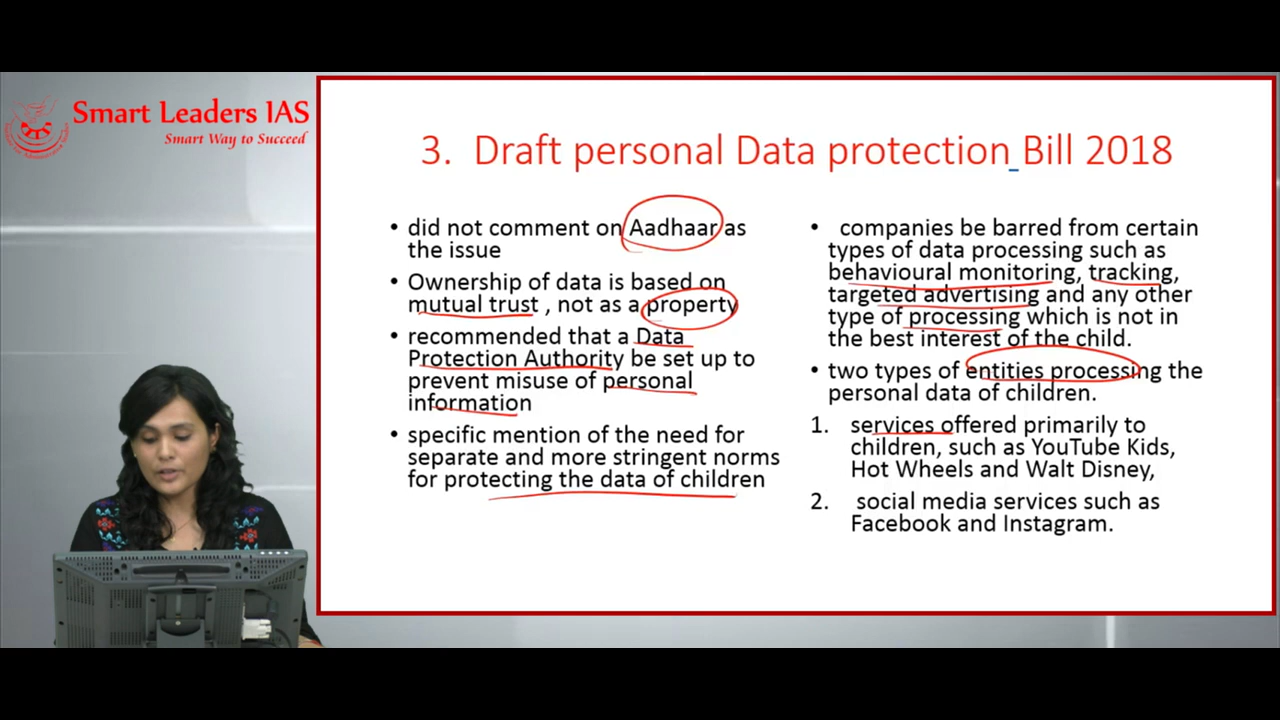 Smart Leaders IAS
Smart Way to Succeed
3. Draft personal Data protection Bill 2018
• did not comment on Aadhaar as
the issue
• Ownership of data is based on
mutual trust , not as a property
• recommended that a Data
Protection Authority be set up to
prevent misuse of personal
information
• specific mention of the need for
separate and more stringent norms
for protecting the data of children
• companies be barred from certain
types of data processing such as
behavioural monitoring, tracking,
targeted advertising and any other
type of processing which is not in
the best interest of the child.
• two types of entities processing the
personal data of children.
1. services offered primarily to
children, such as YouTube Kids,
Hot Wheels and Walt Disney,
2. social media services such as
Facebook and Instagram.